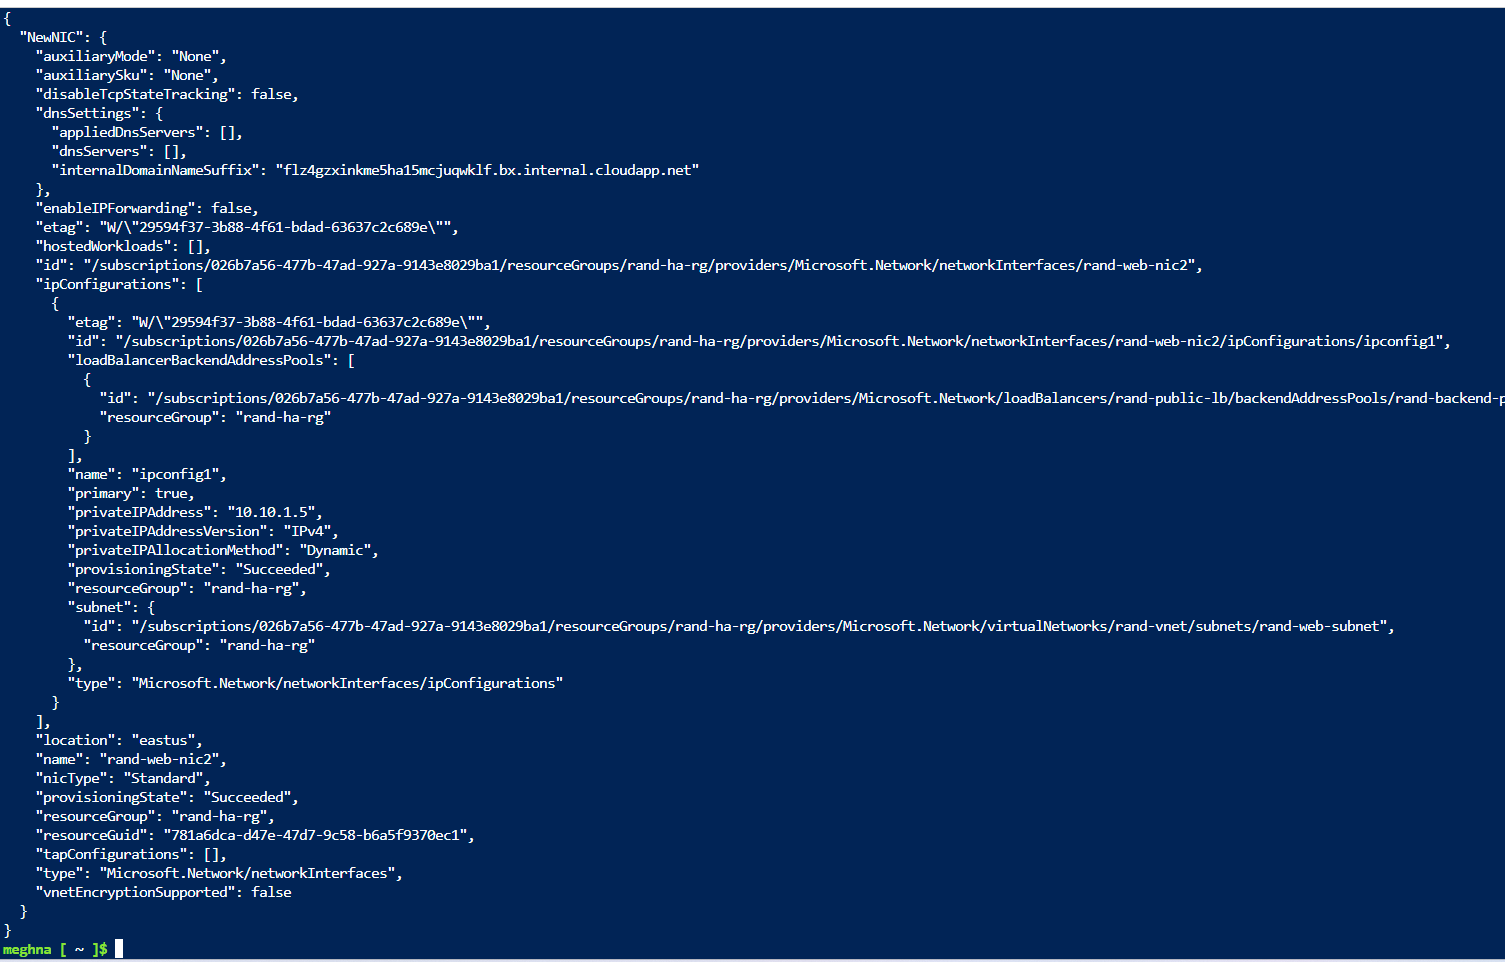 {
"NewNIC": {
"auxiliaryMode": "None",
"auxiliarySku": "None",
"disableTcpStateTracking": false,
"dnsSettings": {
"appliedDnsServers": [],
"dnsServers": [],
"internalDomainNameSuffix": "flz4gzxinkme5ha15mcjuqwklf.bx.internal.cloudapp.net"
},
"enableIPForwarding": false,
"etag": "W/\"29594f37-3b88-4f61-bdad-63637c2c689e\"",
"hostedWorkloads": [],
"id": "/subscriptions/026b7a56-477b-47ad-927a-9143e8029ba1/resourceGroups/rand-ha-rg/providers/Microsoft.Network/networkInterfaces/rand-web-nic2",
"ipConfigurations": [
{
"etag": "W/\"29594f37-3b88-4f61-bdad-63637c2c689e\"",
"id": "/subscriptions/026b7a56-477b-47ad-927a-9143e8029ba1/resourceGroups/rand-ha-rg/providers/Microsoft.Network/networkInterfaces/rand-web-nic2/ipConfigurations/ipconfig1",
"loadBalancerBackendAddressPools": [
{
"id": "/subscriptions/026b7a56-477b-47ad-927a-9143e8029ba1/resourceGroups/rand-ha-rg/providers/Microsoft.Network/loadBalancers/rand-public-lb/backendAddressPools/rand-backend-p
"resourceGroup": "rand-ha-rg"
}
],
"name": "ipconfig1",
"primary": true,
"privateIPAddress": "10.10.1.5",
"privateIPAddressVersion": "IPv4",
"privateIPAllocationMethod": "Dynamic",
"provisioningState": "Succeeded",
"resourceGroup": "rand-ha-rg",
"subnet": {
"id": "/subscriptions/026b7a56-477b-47ad-927a-9143e8029ba1/resourceGroups/rand-ha-rg/providers/Microsoft.Network/virtualNetworks/rand-vnet/subnets/rand-web-subnet",
"resourceGroup": "rand-ha-rg"
},
"type": "Microsoft.Network/networkInterfaces/ipConfigurations"
}
],
"location": "eastus",
"name": "rand-web-nic2",
"nicType": "Standard",
"provisioningState": "Succeeded",
"resourceGroup": "rand-ha-rg",
"resourceGuid": "781a6dca-d47e-47d7-9c58-b6a5f9370ec1",
"tapConfigurations": [],
"type": "Microsoft.Network/networkInterfaces",
"vnetEncryptionSupported": false
}
}
meghna [ ~ ]$